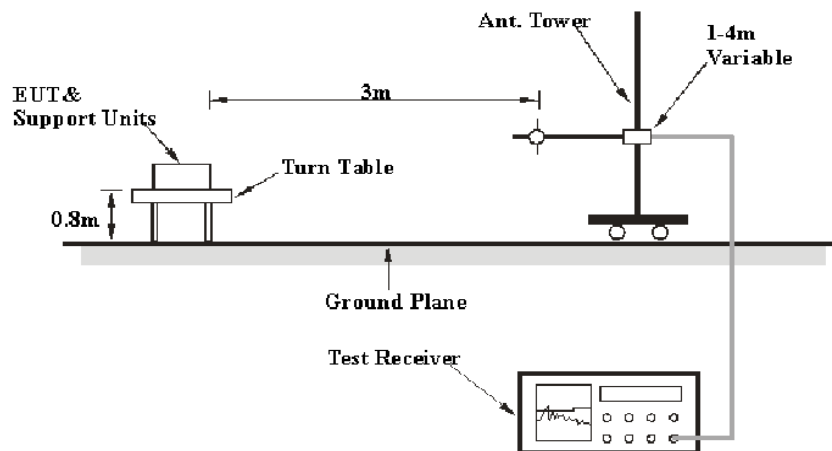 Ant. Tower
1-4m
Variable
EUT&
Support Units
3m
Turn Table
0.8m
Ground Plane
Test Receiver